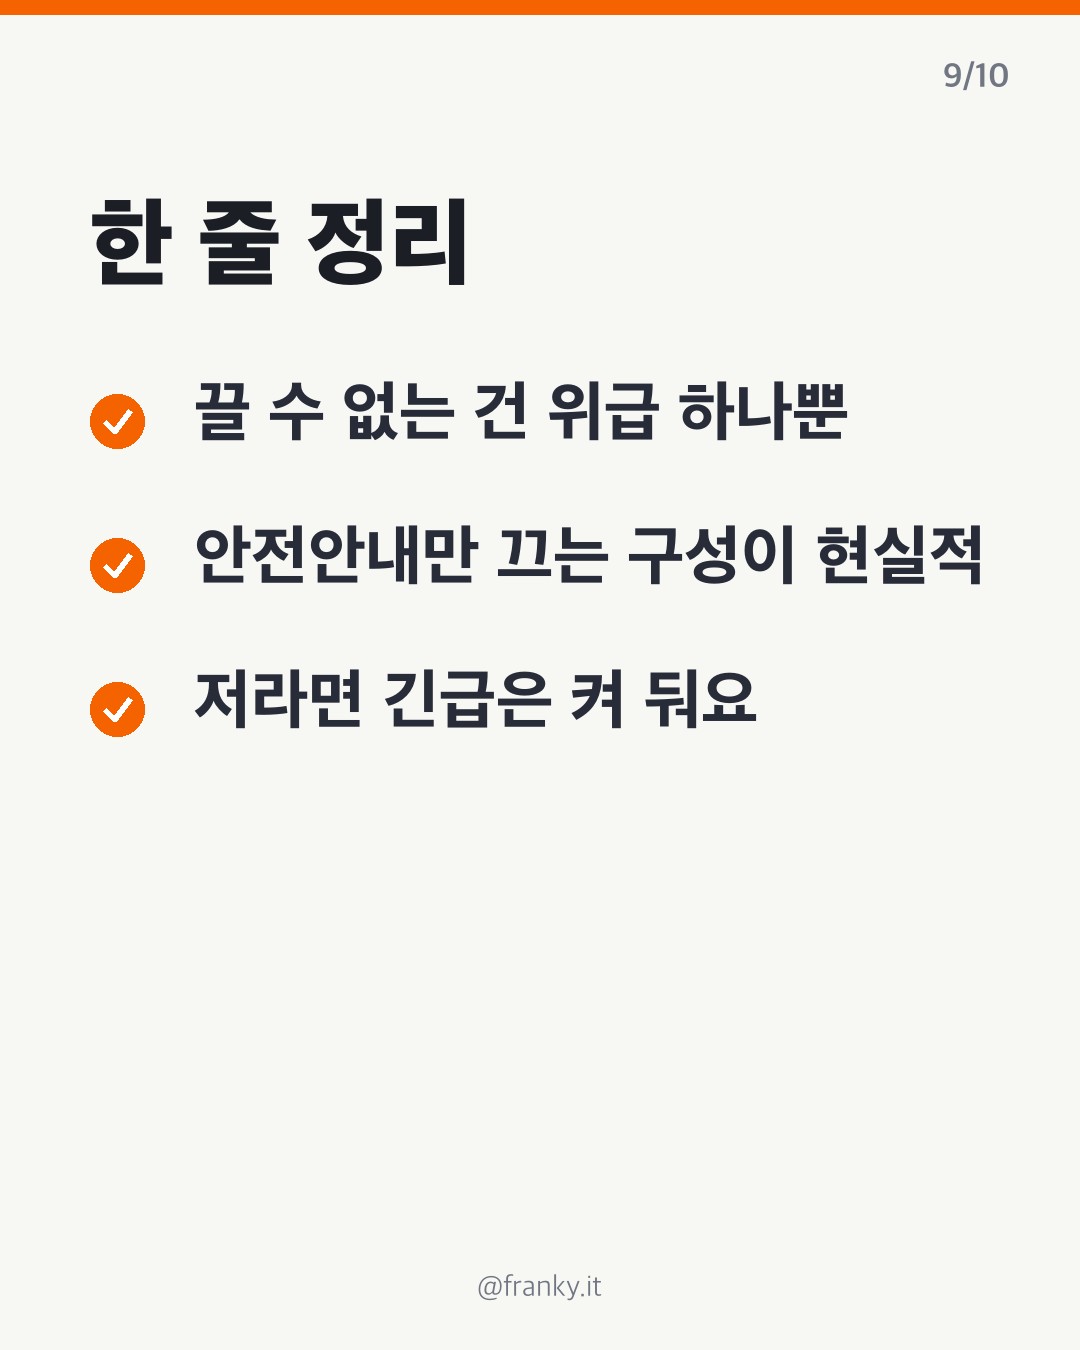 9/10
한 줄 정리
끌 수 없는 건 위급 하나뿐
안전안내만 끄는 구성이 현실적
저라면 긴급은 켜 둬요
@franky.it